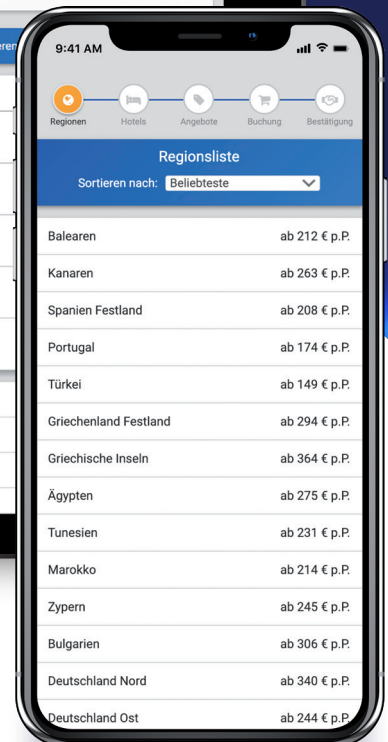 eren
9:41 AM
Regionen Hotels Angebote Buchung Bestätigung
Regionsliste
Sortieren nach: Beliebteste
Balearen ab 212 € p.P.
Kanaren ab 263 € p.P.
Spanien Festland ab 208 € p.P.
Portugal ab 174 € p.P.
Türkei ab 149 € p.P.
Griechenland Festland ab 294 € p.P.
Griechische Inseln ab 364 € p.P.
Ägypten ab 275 € p.P.
Tunesien ab 231 € p.P.
Marokko ab 214 € p.P.
Zypern ab 245 € p.P.
Bulgarien ab 306 € p.P.
Deutschland Nord ab 340 € p.P.
Deutschland Ost ab 244 € p.P.